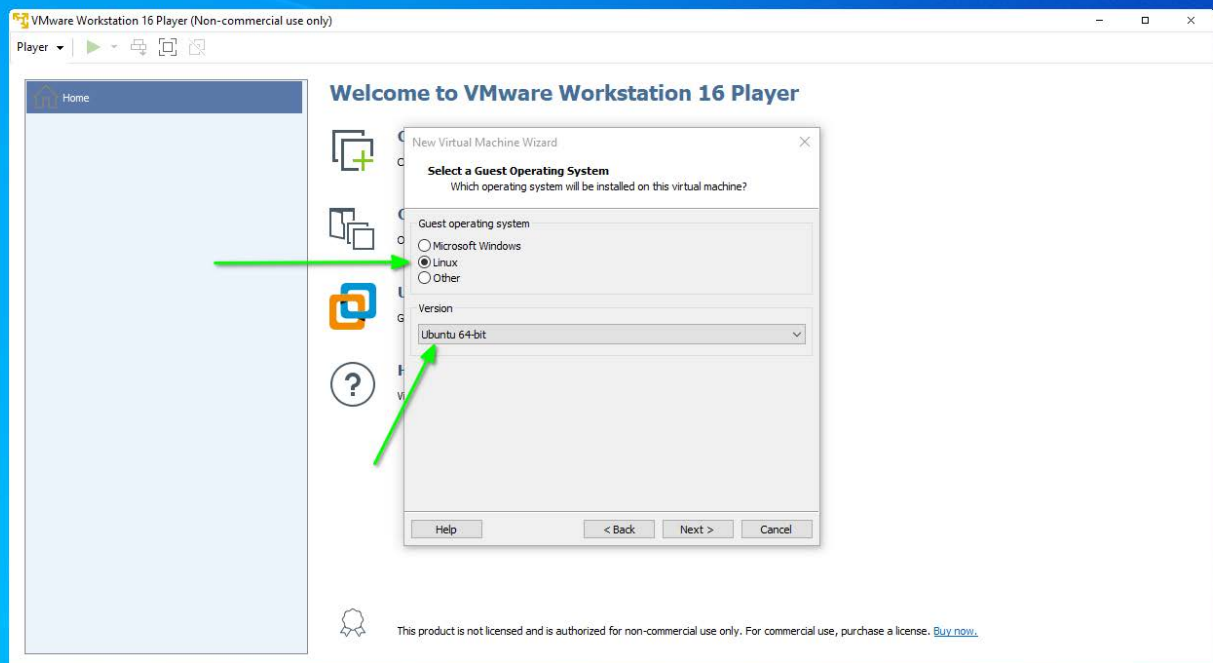 VMware Workstation 16 Player (Non-commercial use only)
Player
Home
Welcome to VMware Workstation 16 Player
New Virtual Machine Wizard
Select a Guest Operating System
Which operating system will be installed on this virtual machine?
Guest operating system
Microsoft Windows
Linux
Other
Version
Ubuntu 64-bit
?
Help
< Back
Next >
Cancel
This product is not licensed and is authorized for non-commercial use only. For commercial use, purchase a license. Buy now.